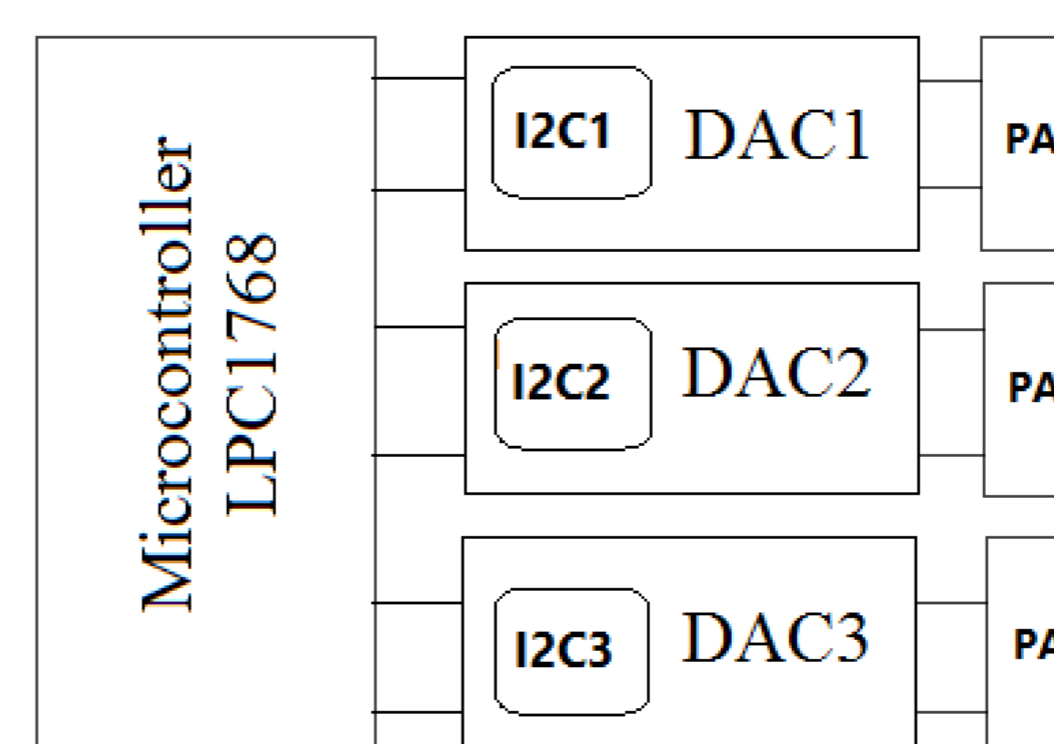 Microcontroller
LPC1768
I2C1
DAC1
PA
I2C2
DAC2
PA
I2C3
DAC3
PA